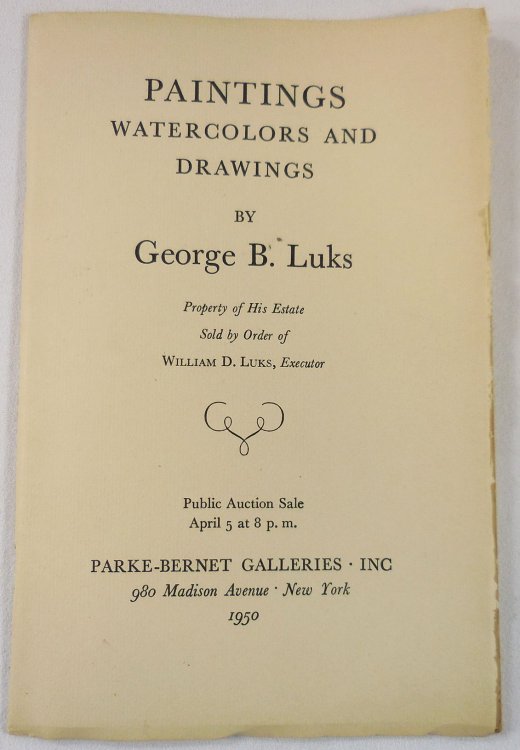 PAINTINGS
WATERCOLORS AND
DRAWINGS
BY
George B. Luks
Property of His Estate
Sold by Order of
WILLIAM D. LUKS, Executor
Public Auction Sale
April 5 at 8 p. m.
PARKE-BERNET GALLERIES · INC
980 Madison Avenue · New York
1950